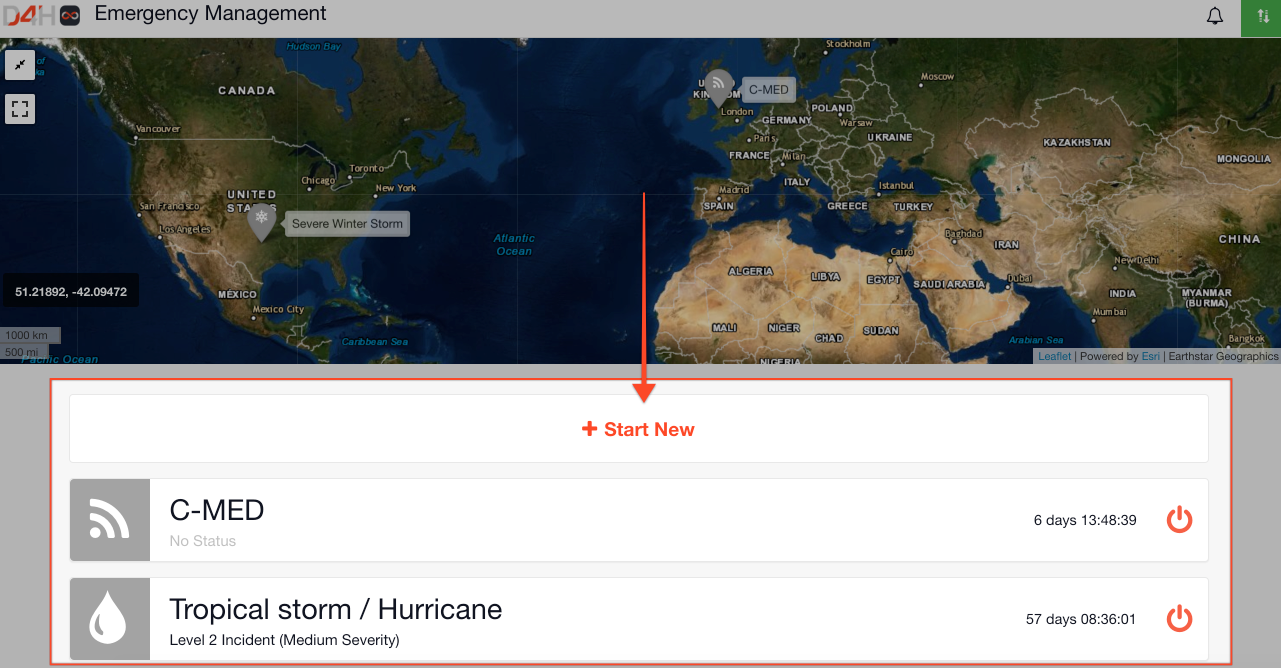 D4H Emergency Management
Hudson Bay
Stockholm
of
ka
Moscow
CANADA
C-MED
London
POLAND
Warsaw
GERMANY
Vancouver
Paris
UKRAINE
KAZAKHSTAN
FRANCE
Milan
MONGOLIA
Toronto
Chicago
New York
ITALY
Istanbul
UNITED
STATES
Madrid
SPAIN
GREECE
TURKEY
San Francisco
Severe Winter Storm
Los Angeles
Atlantic
Ocean
Baghdad
IRAN
CHINA
Cairo
New Delhi
ALGERIA
LIBYA
EGYPT
SAUDI ARABIA
Dubai
51.21892, -42.09472
MEXICO
INDIA
MYANMAR
(BURMA)
Mexico City
Mumbai
MALI
NIGER
CHAD
SUDAN
1000 km
Caribbean Sea
Arabian Sea
Bangkok
500 mi
Pacific Ocean
NIGERIA
Leaflet | Powered by Esri | Earthstar Geographics
+ Start New
C-MED
No Status
6 days 13:48:39
Tropical storm / Hurricane
Level 2 Incident (Medium Severity)
57 days 08:36:01